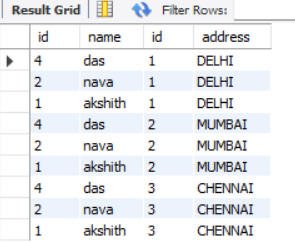 Result Grid Filter Rows:
id name id address
4 das 1 DELHI
2 nava 1 DELHI
1 akshith 1 DELHI
4 das 2 MUMBAI
2 nava 2 MUMBAI
1 akshith 2 MUMBAI
4 das 3 CHENNAI
2 nava 3 CHENNAI
1 akshith 3 CHENNAI